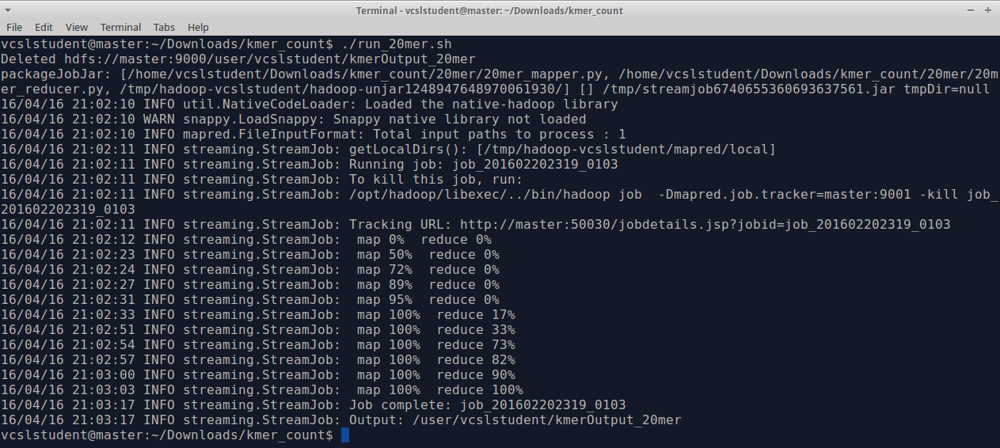 Terminal - vcslstudent@master: ~/Downloads/kmer_count
File Edit View Terminal Tabs Help
vcslstudent@master:~/Downloads/kmer_count$ ./run_20mer.sh
Deleted hdfs://master:9000/user/vcslstudent/kmerOutput_20mer
packageJobJar: [/home/vcslstudent/Downloads/kmer_count/20mer/20mer_mapper.py, /home/vcslstudent/Downloads/kmer_count/20mer/20m
er_reducer.py, /tmp/hadoop-vcslstudent/hadoop-unjar1248947648970061930/] [] /tmp/streamjob67406553606936​37561.jar tmpDir=null
16/04/16 21:02:10 INFO util.NativeCodeLoader: Loaded the native-hadoop library
16/04/16 21:02:10 WARN snappy.LoadSnappy: Snappy native library not loaded
16/04/16 21:02:10 INFO mapred.FileInputFormat: Total input paths to process : 1
16/04/16 21:02:11 INFO streaming.StreamJob: getLocalDirs(): [/tmp/hadoop-vcslstudent/mapred/local]
16/04/16 21:02:11 INFO streaming.StreamJob: Running job: job_201602202319_0103
16/04/16 21:02:11 INFO streaming.StreamJob: To kill this job, run:
16/04/16 21:02:11 INFO streaming.StreamJob: /opt/hadoop/libexec/../bin/hadoop job  -Dmapred.job.tracker=master:9001 -kill job_
201602202319_0103
16/04/16 21:02:11 INFO streaming.StreamJob: Tracking URL: http://master:50030/jobdetails.jsp?jobid=job_201602202319_0103
16/04/16 21:02:12 INFO streaming.StreamJob:  map 0%  reduce 0%
16/04/16 21:02:23 INFO streaming.StreamJob:  map 50%  reduce 0%
16/04/16 21:02:24 INFO streaming.StreamJob:  map 72%  reduce 0%
16/04/16 21:02:27 INFO streaming.StreamJob:  map 89%  reduce 0%
16/04/16 21:02:31 INFO streaming.StreamJob:  map 95%  reduce 0%
16/04/16 21:02:33 INFO streaming.StreamJob:  map 100%  reduce 17%
16/04/16 21:02:51 INFO streaming.StreamJob:  map 100%  reduce 33%
16/04/16 21:02:54 INFO streaming.StreamJob:  map 100%  reduce 73%
16/04/16 21:02:57 INFO streaming.StreamJob:  map 100%  reduce 82%
16/04/16 21:03:00 INFO streaming.StreamJob:  map 100%  reduce 90%
16/04/16 21:03:03 INFO streaming.StreamJob:  map 100%  reduce 100%
16/04/16 21:03:17 INFO streaming.StreamJob: Job complete: job_201602202319_0103
16/04/16 21:03:17 INFO streaming.StreamJob: Output: /user/vcslstudent/kmerOutput_20mer
vcslstudent@master:~/Downloads/kmer_count$